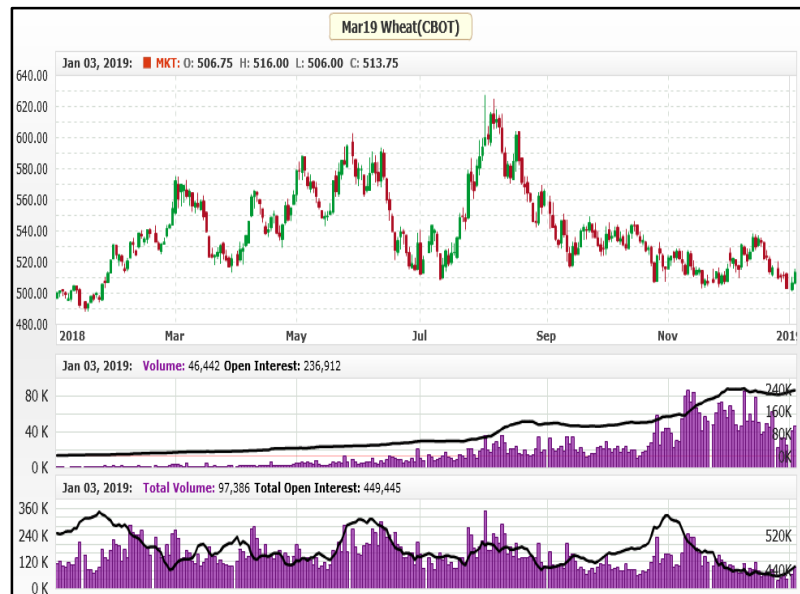 Mar19 Wheat(CBOT)
Jan 03, 2019: MKT: O: 506.75 H: 516.00 L: 506.00 C: 513.75
640.00
620.00
600.00
580.00
560.00
540.00
520.00
500.00
480.00
2018 Mar May Jul Sep Nov 2019
Jan 03, 2019: Volume: 46,442 Open Interest: 236,912
80 K 240K
160K
40 K 80K
0 K 0K
Jan 03, 2019: Total Volume: 97,386 Total Open Interest: 449,445
360 K
240 K 520K
120 K 440K
0 K